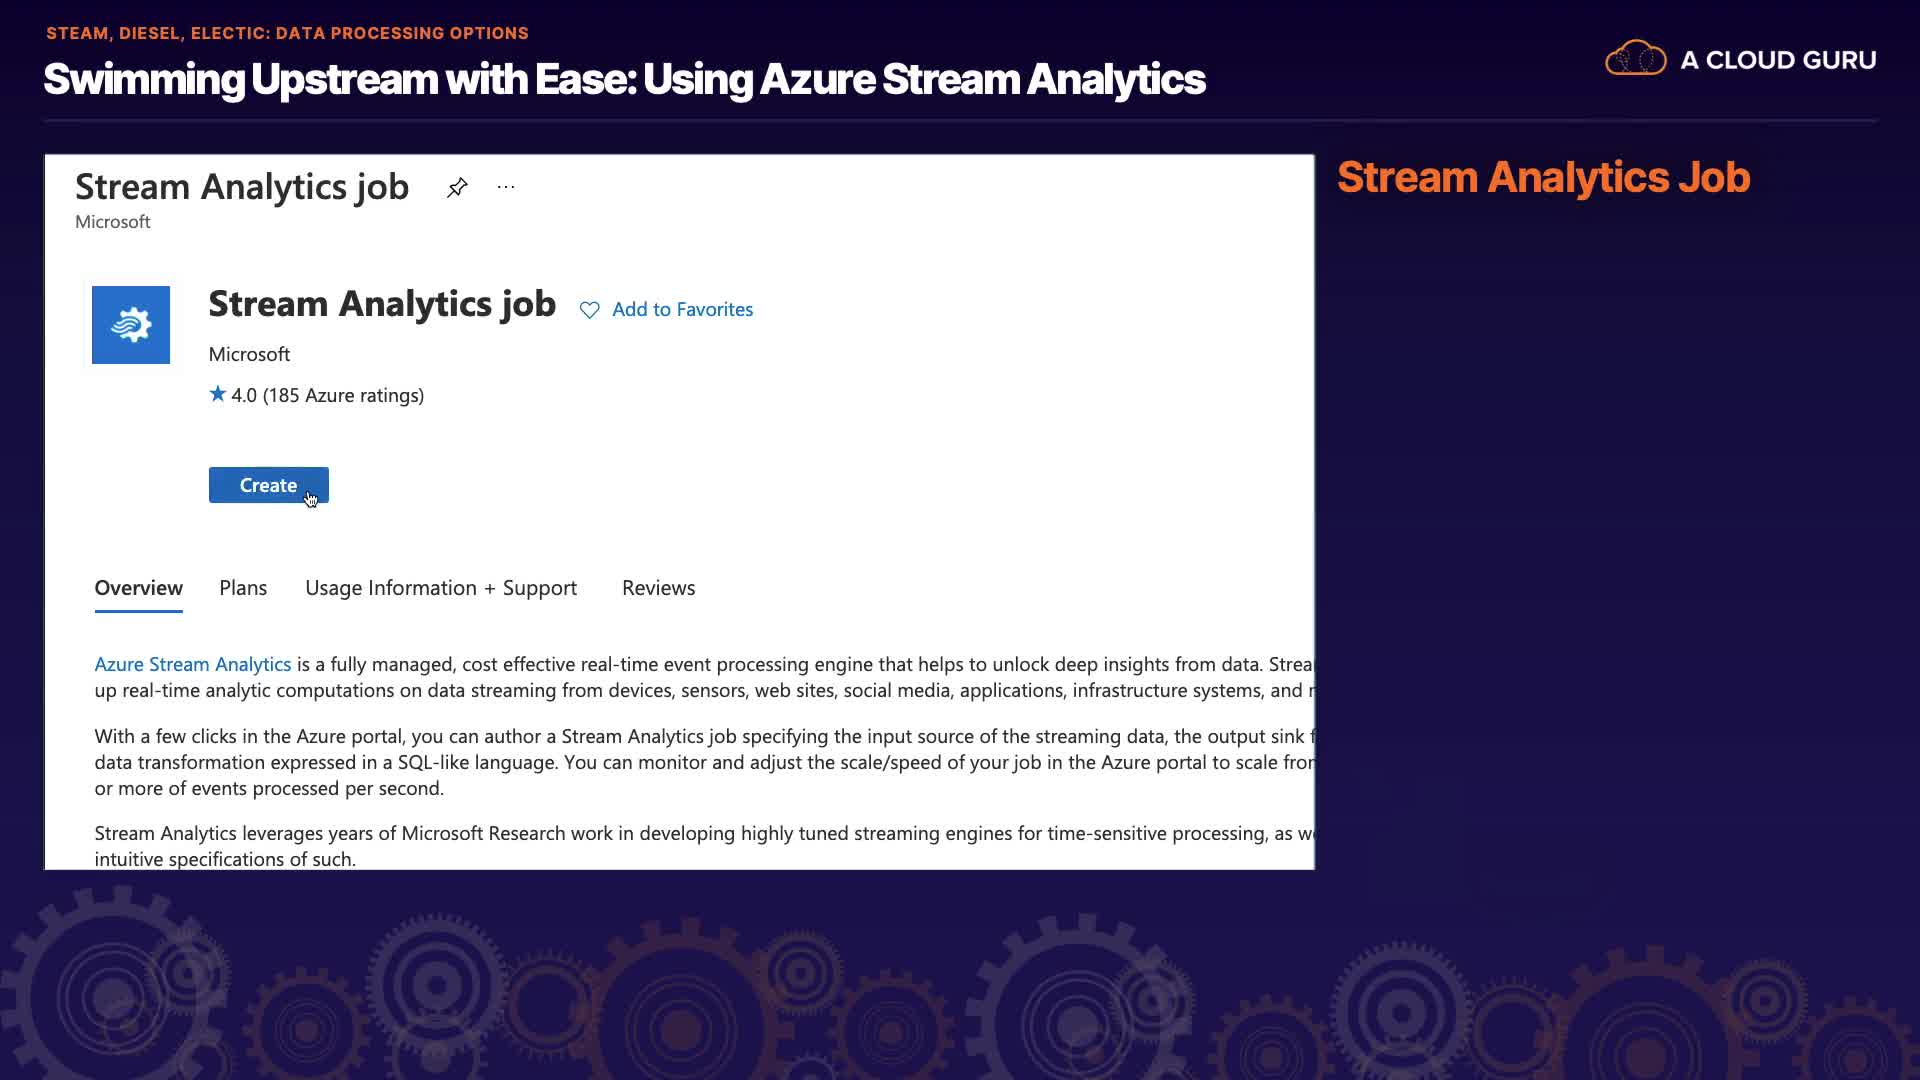 STEAM, DIESEL, ELECTIC: DATA PROCESSING OPTIONS
Swimming Upstream with Ease: Using Azure Stream Analytics
A CLOUD GURU
Stream Analytics job
Microsoft
Stream Analytics Job
Stream Analytics job
Add to Favorites
Microsoft
4.0 (185 Azure ratings)
Create
Overview
Plans
Usage Information + Support
Reviews
Azure Stream Analytics is a fully managed, cost effective real-time event processing engine that helps to unlock deep insights from data.
up real-time analytic computations on data streaming from devices, sensors, web sites, social media, applications, infrastructure systems, and
With a few clicks in the Azure portal, you can author a Stream Analytics job specifying the input source of the streaming data, the output sink
data transformation expressed in a SQL-like language. You can monitor and adjust the scale/speed of your job in the Azure portal to scale
or more of events processed per second.
Stream Analytics leverages years of Microsoft Research work in developing highly tuned streaming engines for time-sensitive processing, as
intuitive specifications of such.